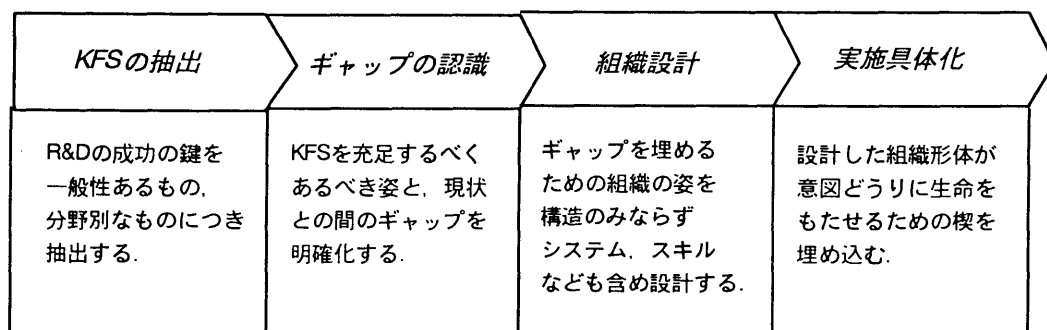 KFSの抽出
ギャップの認識
組織設計
実施具体化
R&Dの成功の鍵を
一般性あるもの,
分野別なものにつき
抽出する.
KFSを充足するべく
あるべき姿と, 現状
との間のギャップを
明確化する.
ギャップを埋める
ための組織の姿を
構造のみならず
システム, スキル
なども含め設計する.
設計した組織形体が
意図どうりに生命を
もたせるための楔を
埋め込む.